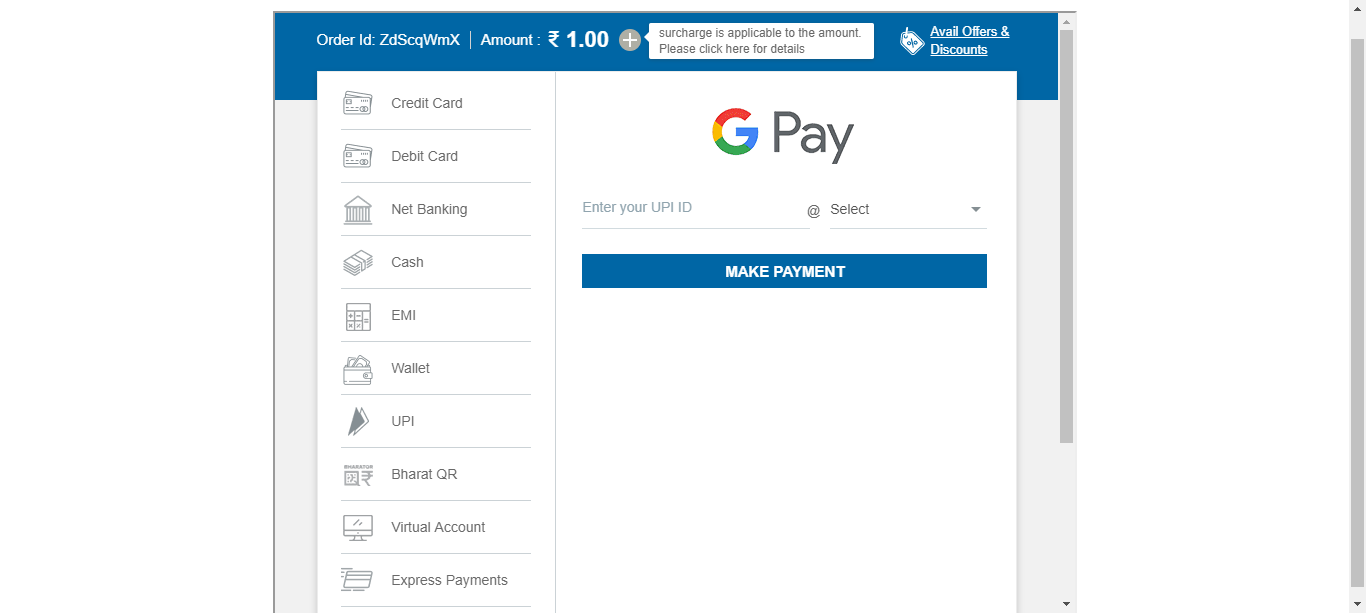 Order Id: ZdScqWmX | Amount : ₹ 1.00
surcharge is applicable to the amount.
Please click here for details
Avail Offers &
Discounts
Credit Card
Debit Card
Net Banking
Cash
EMI
Wallet
UPI
BHARATQR
Bharat QR
Virtual Account
Express Payments
G Pay
Enter your UPI ID @ Select
MAKE PAYMENT